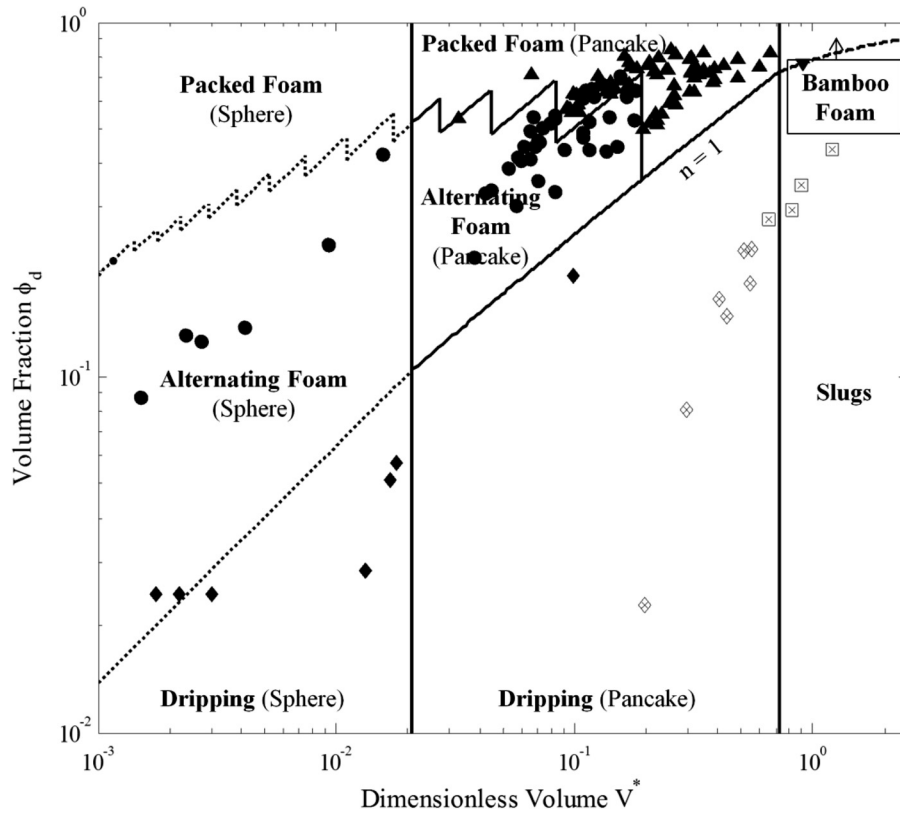 10^0
Packed Foam (Pancake)
Packed Foam
(Sphere)
Bamboo
Foam
n = 1
Alternating
Foam
(Pancake)
Volume Fraction ϕ_d
10^-1
Alternating Foam
(Sphere)
Slugs
Dripping (Sphere)
Dripping (Pancake)
10^-2
10^-3
10^-2
10^-1
10^0
Dimensionless Volume V^*